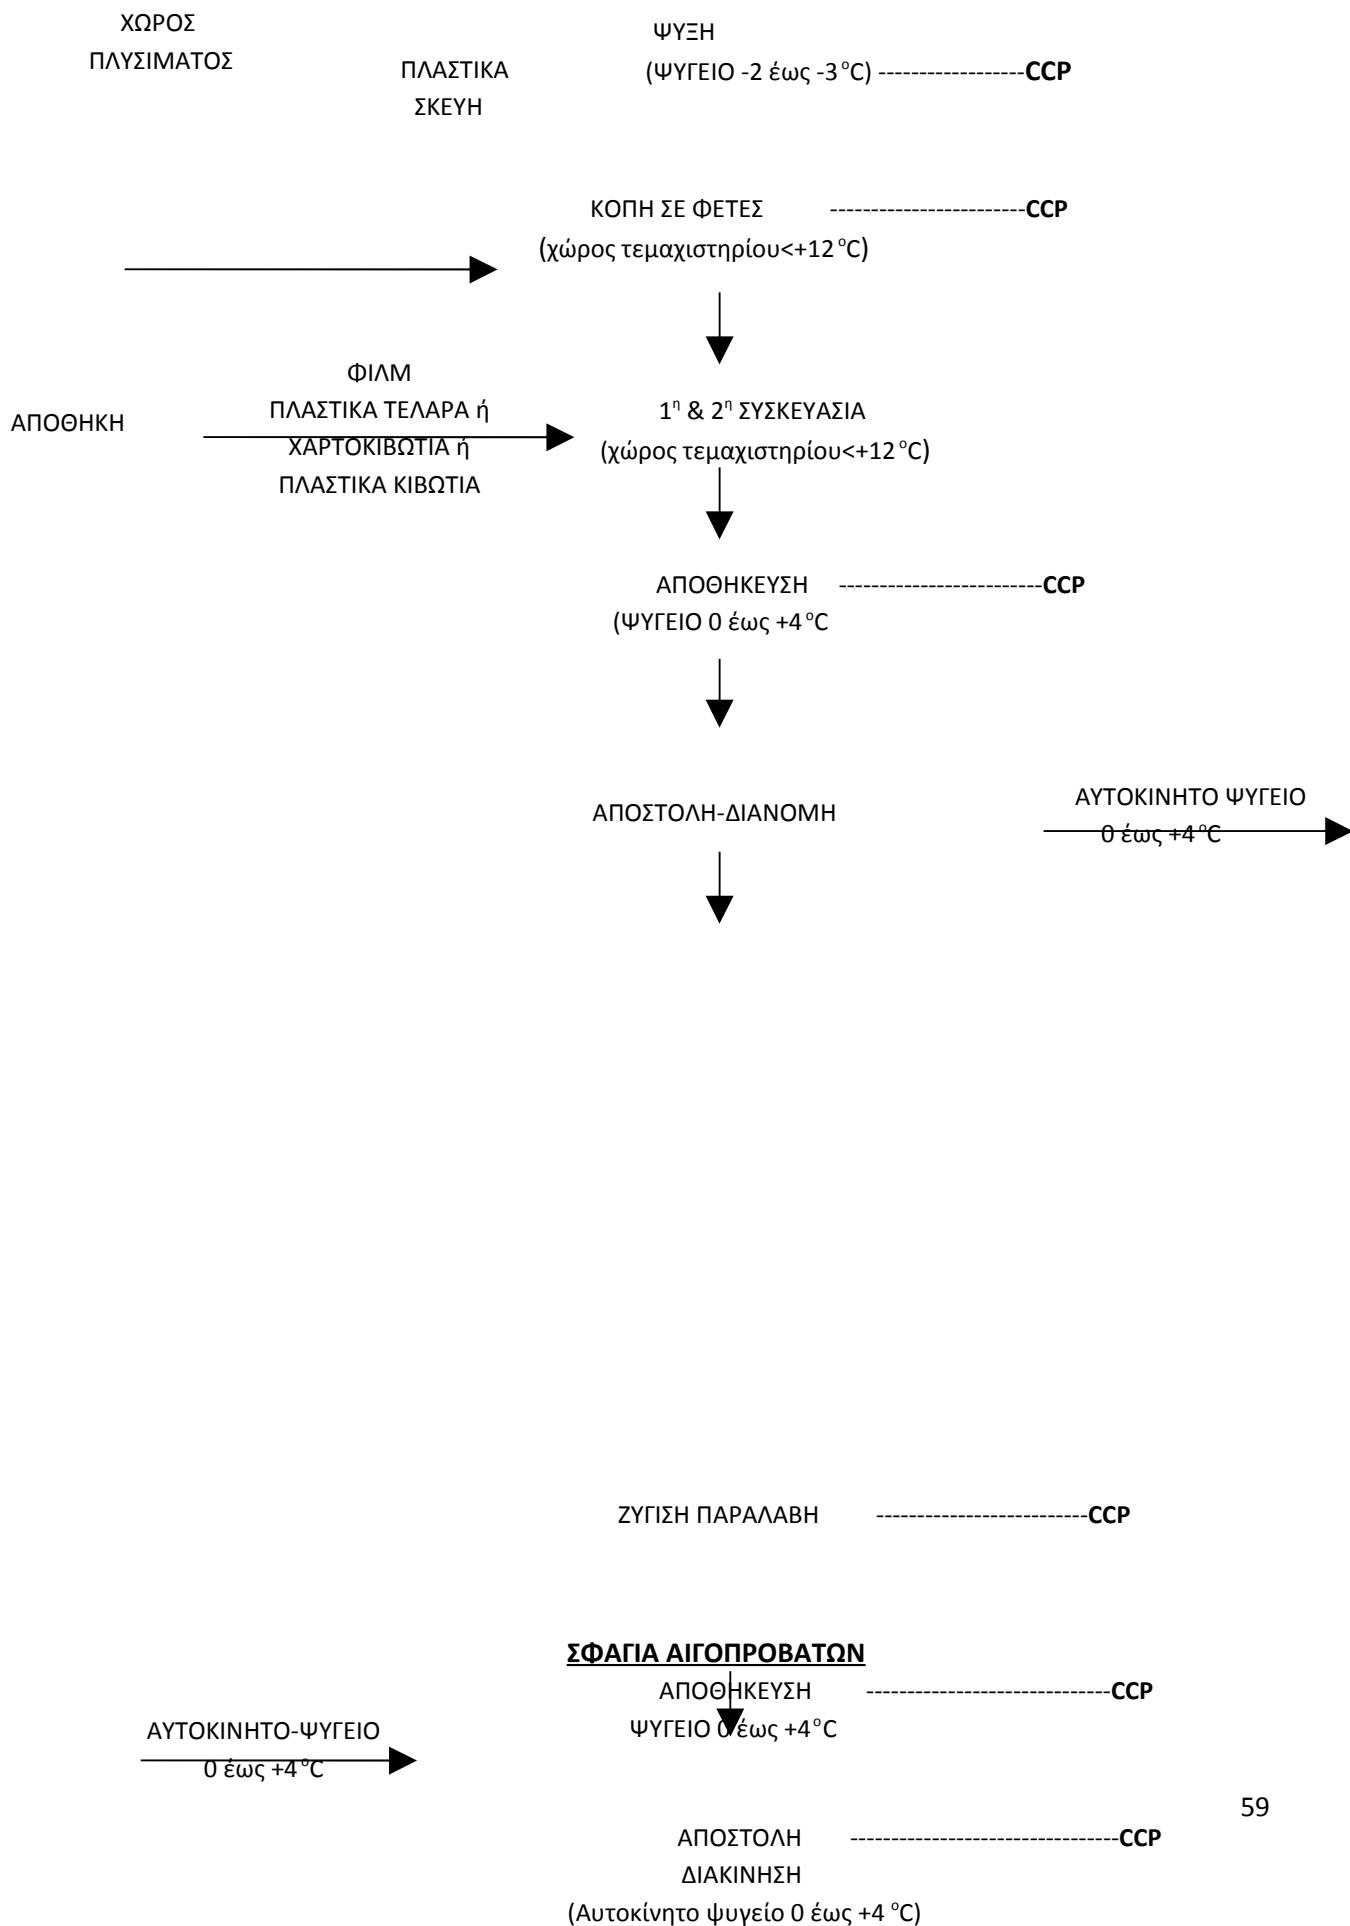 ΧΩΡΟΣ
ΠΛΥΣΙΜΑΤΟΣ
ΠΛΑΣΤΙΚΑ
ΣΚΕΥΗ
ΨΥΞΗ
(ΨΥΓΕΙΟ -2 έως -3 °C) ------------------CCP
ΚΟΠΗ ΣΕ ΦΕΤΕΣ ------------------------CCP
(χώρος τεμαχιστηρίου<+12 °C)
ΑΠΟΘΗΚΗ
ΦΙΛΜ
ΠΛΑΣΤΙΚΑ ΤΕΛΑΡΑ ή
ΧΑΡΤΟΚΙΒΩΤΙΑ ή
ΠΛΑΣΤΙΚΑ ΚΙΒΩΤΙΑ
1η & 2η ΣΥΣΚΕΥΑΣΙΑ
(χώρος τεμαχιστηρίου<+12 °C)
ΑΠΟΘΗΚΕΥΣΗ -------------------------CCP
(ΨΥΓΕΙΟ 0 έως +4 °C
ΑΠΟΣΤΟΛΗ-ΔΙΑΝΟΜΗ
ΑΥΤΟΚΙΝΗΤΟ ΨΥΓΕΙΟ
0 έως +4 °C
ΖΥΓΙΣΗ ΠΑΡΑΛΑΒΗ --------------------------CCP
ΣΦΑΓΙΑ ΑΙΓΟΠΡΟΒΑΤΩΝ
ΑΠΟΘΗΚΕΥΣΗ ------------------------------CCP
ΨΥΓΕΙΟ 0 έως +4 °C
ΑΥΤΟΚΙΝΗΤΟ-ΨΥΓΕΙΟ
0 έως +4 °C
59
ΑΠΟΣΤΟΛΗ ---------------------------------CCP
ΔΙΑΚΙΝΗΣΗ
(Αυτοκίνητο ψυγείο 0 έως +4 °C)